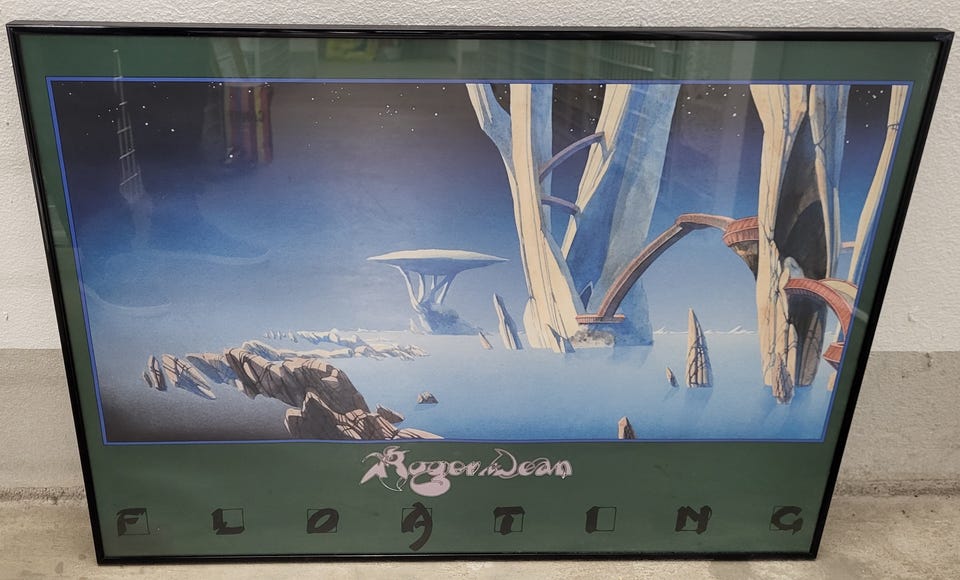 Roger Dean
FLOATING